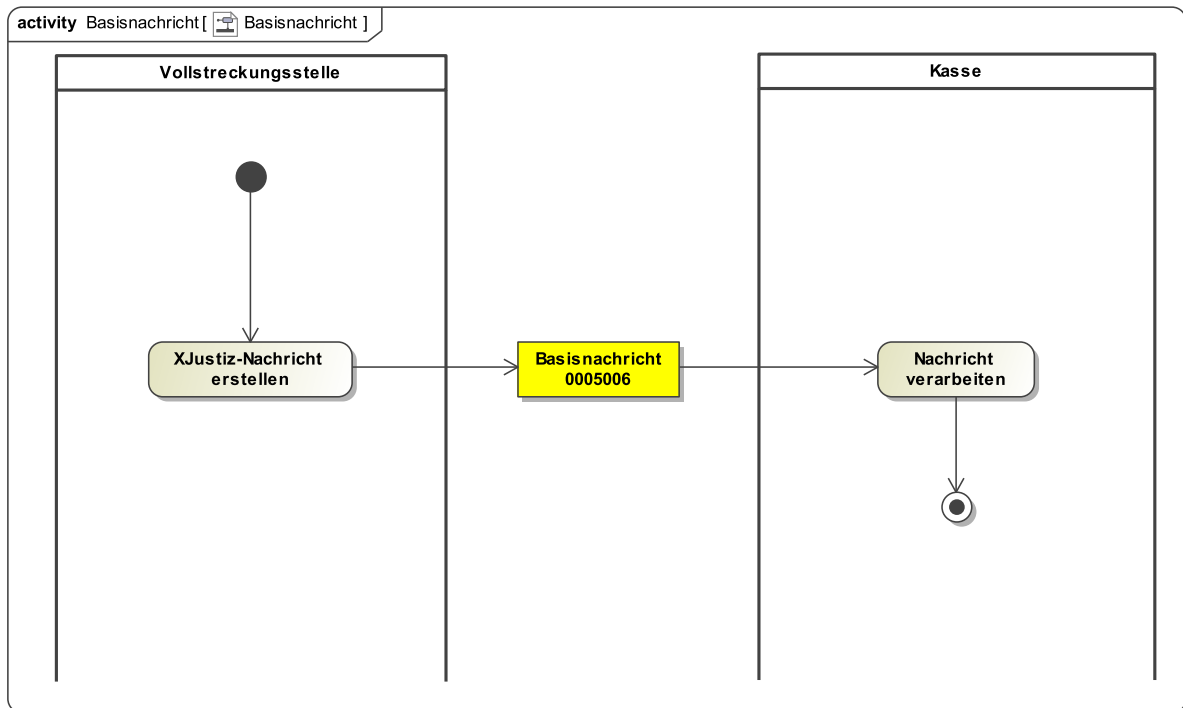 activity Basisnachricht [ Basisnachricht ]
Vollstreckungsstelle
Kasse
XJustiz-Nachricht
erstellen
Basisnachricht
0005006
Nachricht
verarbeiten